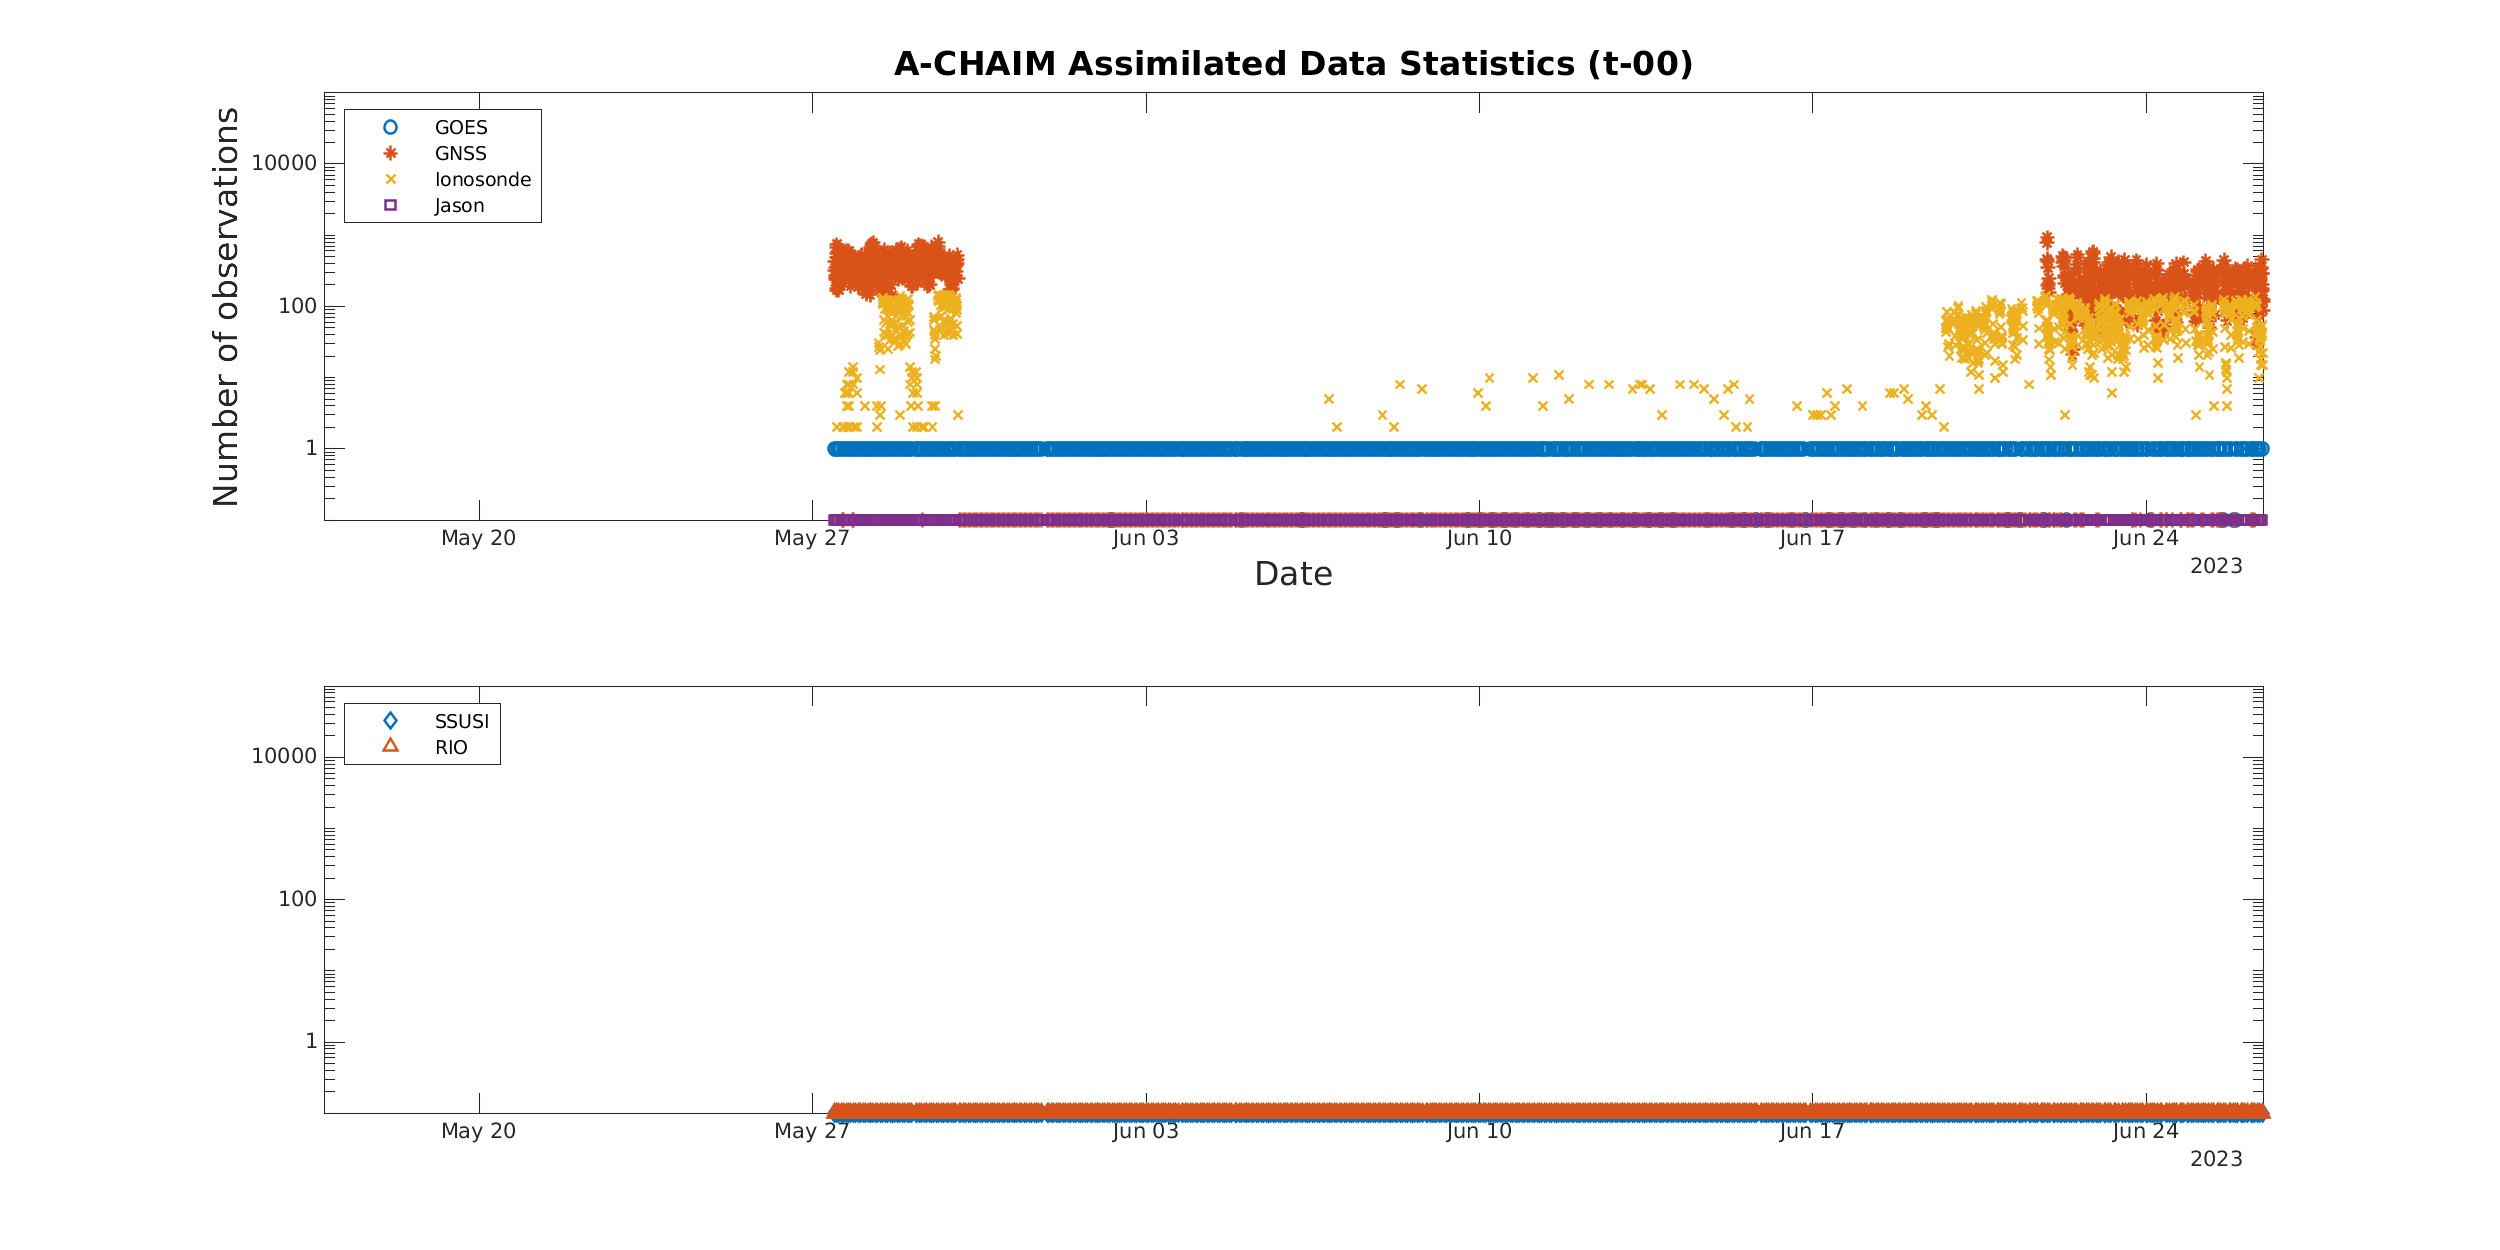 A-CHAIM Assimilated Data Statistics (t-00)
Number of observations
10000
100
1
GOES
GNSS
Ionosonde
Jason
May 20
May 27
Jun 03
Jun 10
Jun 17
Jun 24
2023
Date
10000
100
1
SSUSI
RIO
May 20
May 27
Jun 03
Jun 10
Jun 17
Jun 24
2023